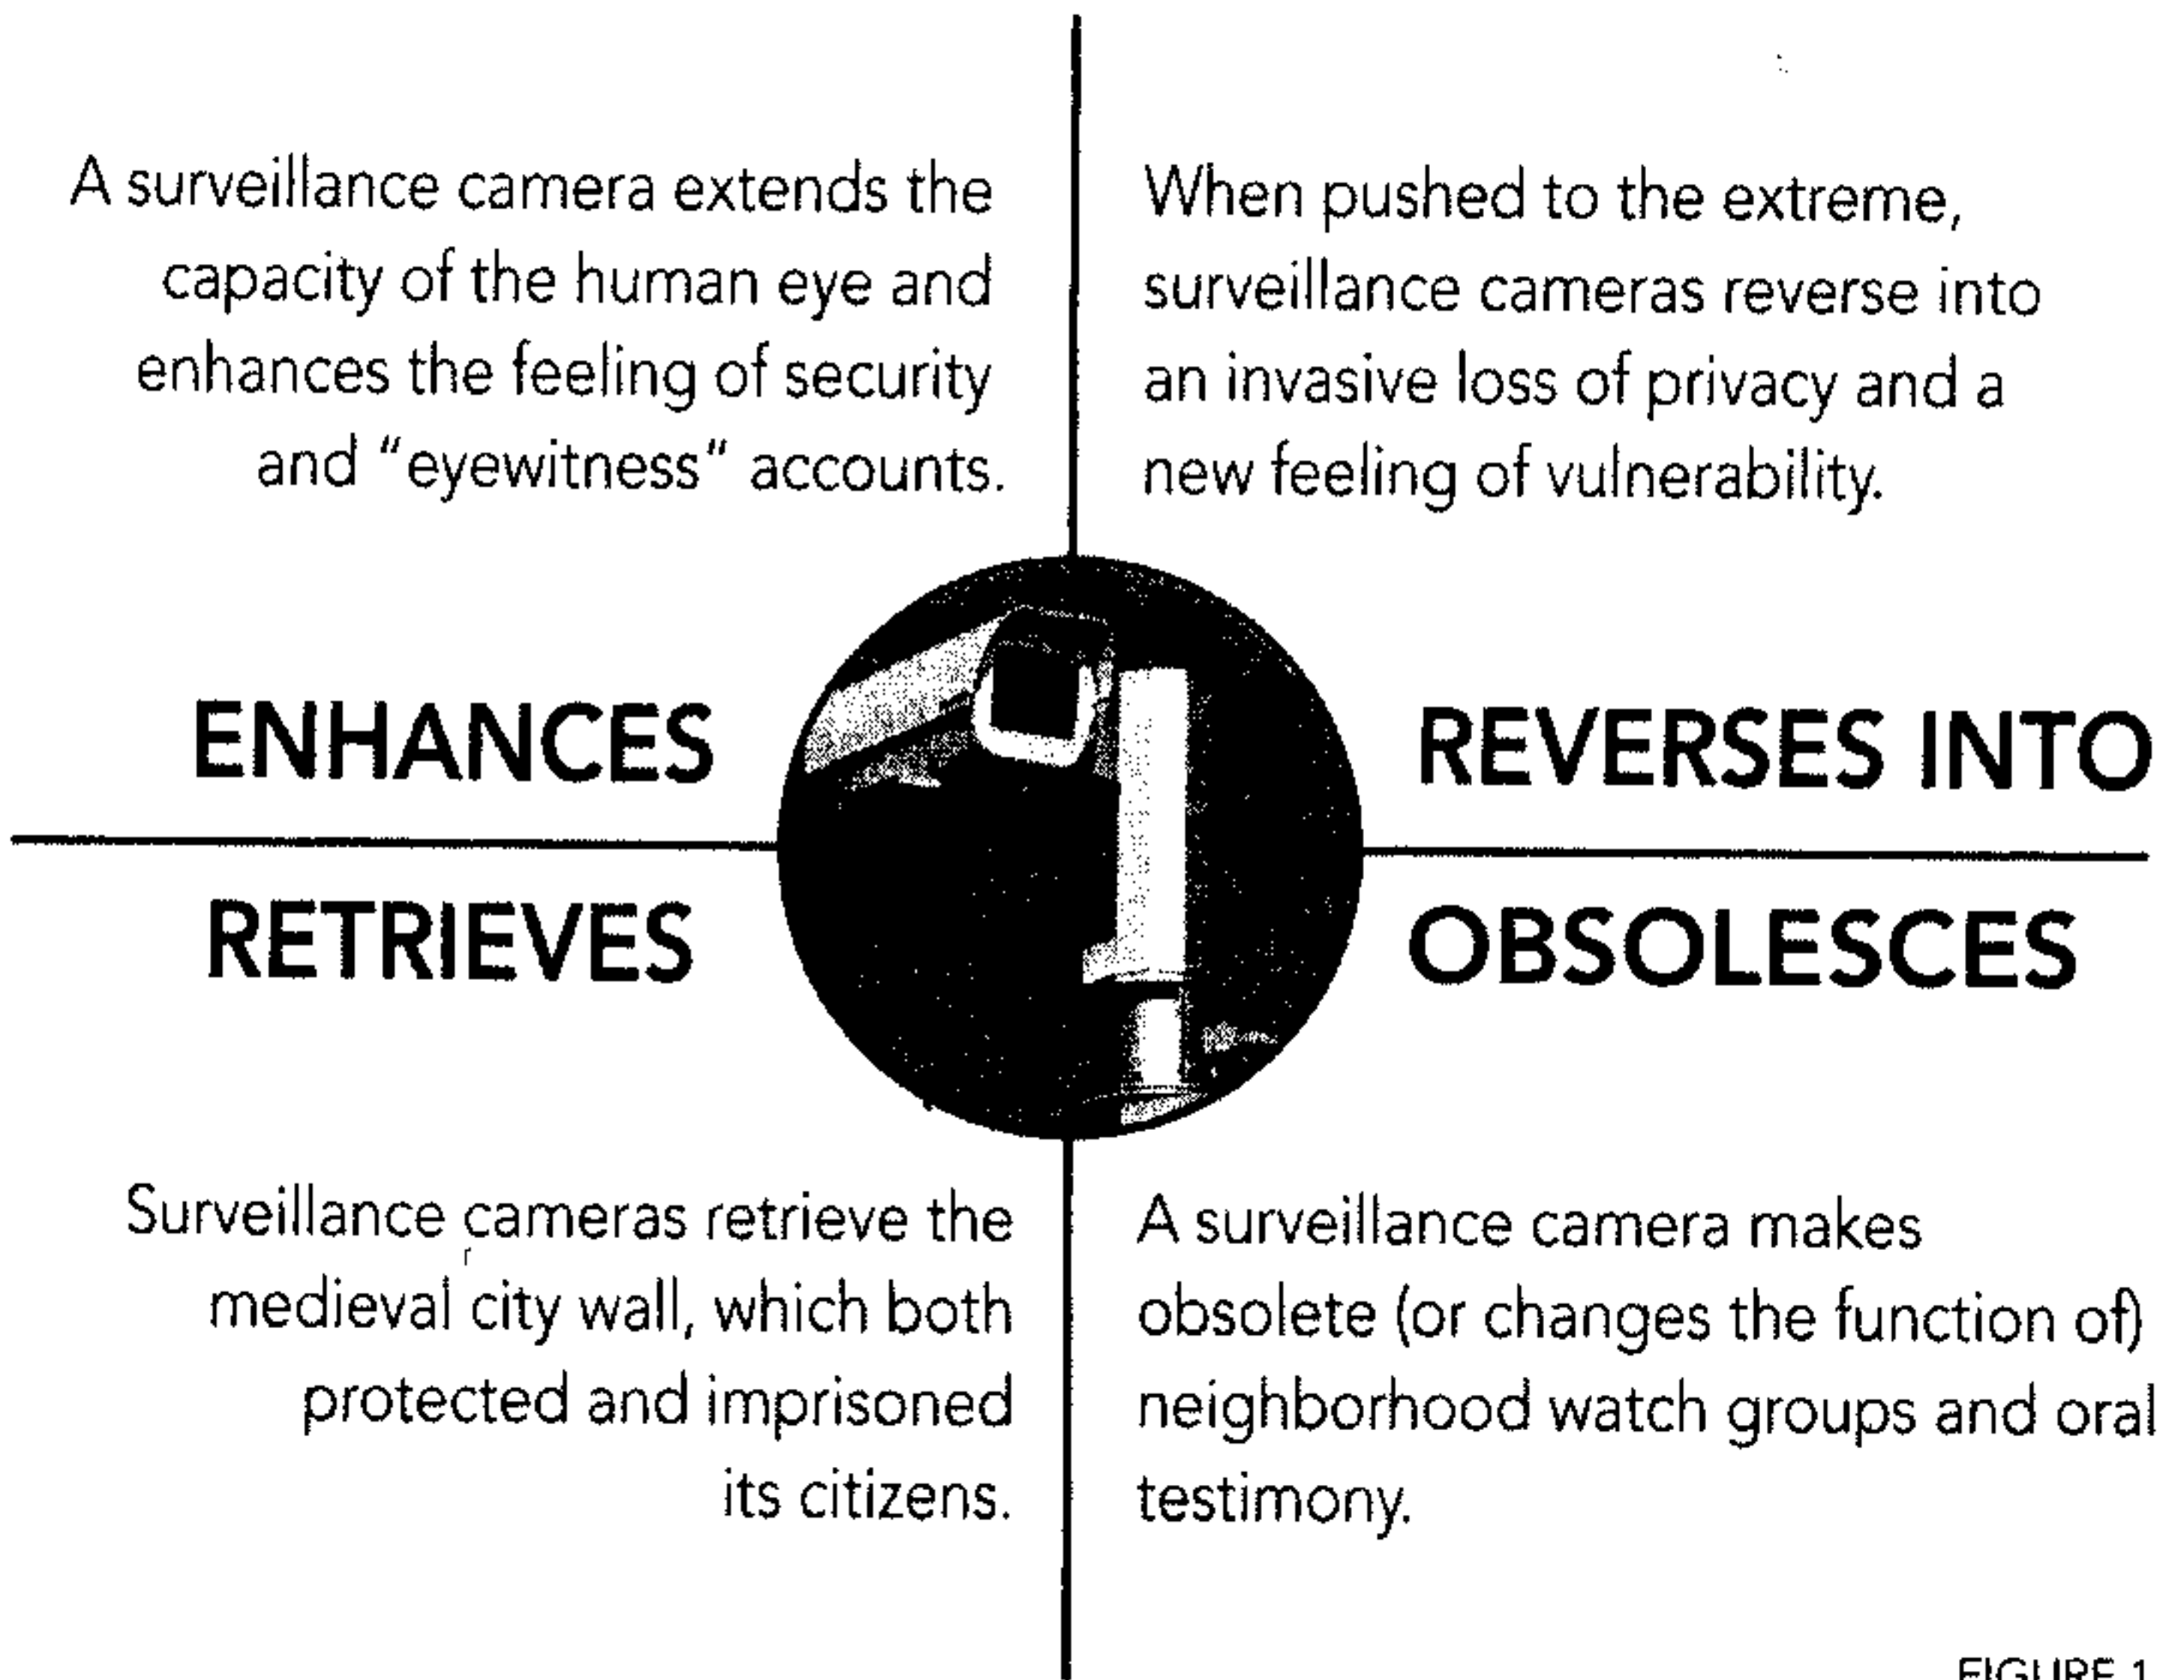 A surveillance camera extends the
capacity of the human eye and
enhances the feeling of security
and "eyewitness" accounts.
When pushed to the extreme,
surveillance cameras reverse into
an invasive loss of privacy and a
new feeling of vulnerability.
ENHANCES
REVERSES INTO
RETRIEVES
OBSOLESCES
Surveillance cameras retrieve the
medieval city wall, which both
protected and imprisoned
its citizens.
A surveillance camera makes
obsolete (or changes the function of)
neighborhood watch groups and oral
testimony.
FIGURE 1